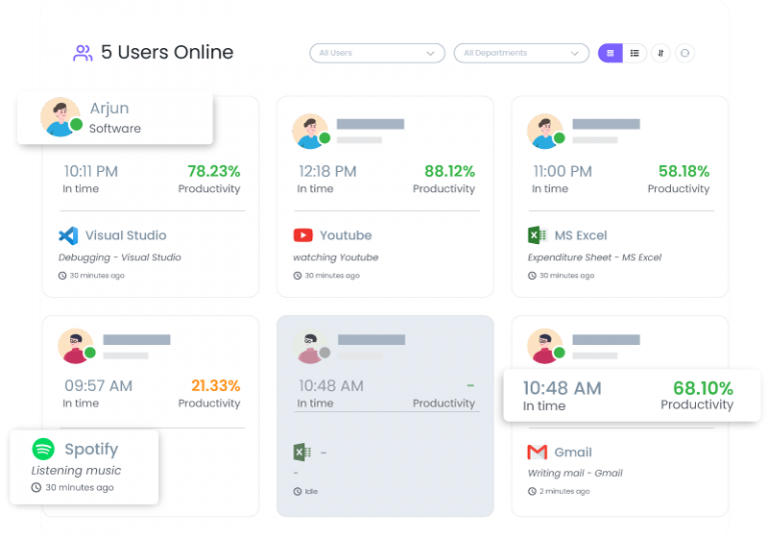 5 Users Online
All Users
All Departments
Arjun
Software
10:11 PM
78.23%
In time
Productivity
Visual Studio
Debugging - Visual Studio
30 minutes ago
12:18 PM
88.12%
In time
Productivity
Youtube
watching Youtube
30 minutes ago
11:00 PM
58.18%
In time
Productivity
MS Excel
Expenditure Sheet - MS Excel
30 minutes ago
09:57 AM
21.33%
In time
Productivity
Spotify
Listening music
30 minutes ago
10:48 AM
-
In time
Productivity
-
-
Idle
10:48 AM
68.10%
In time
Productivity
Gmail
Writing mail - Gmail
2 minutes ago